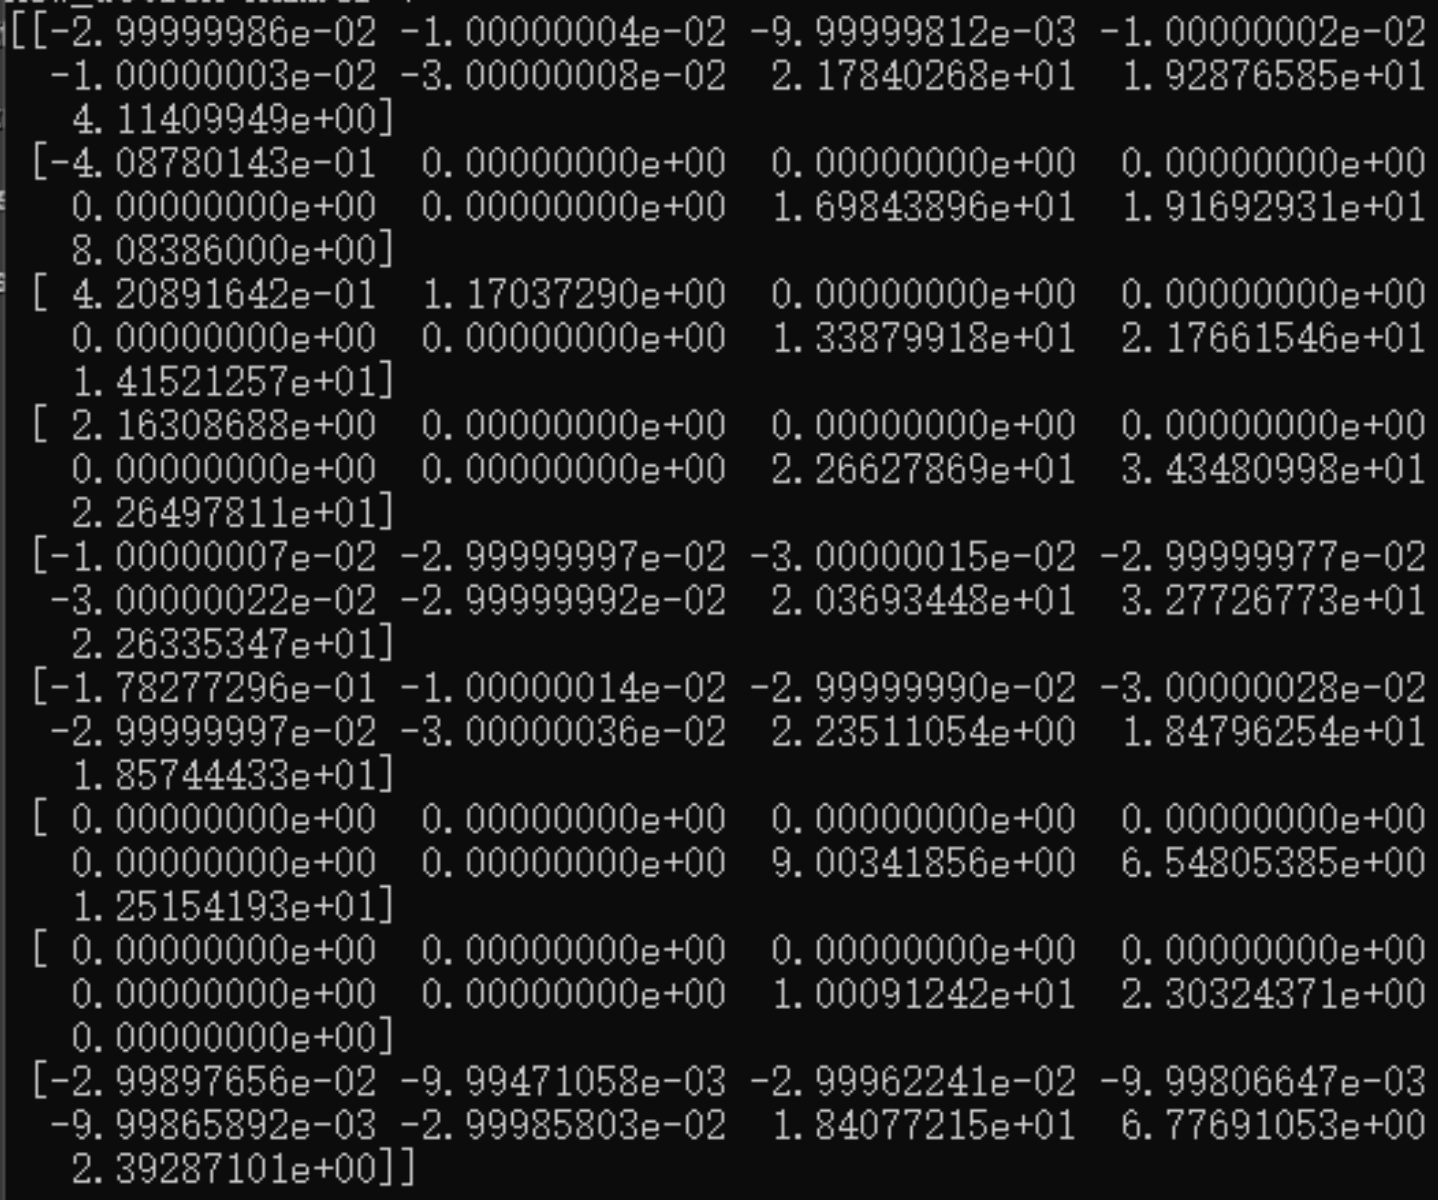 [[-2.99999986e-02 -1.00000004e-02 -9.99999812e-03 -1.00000002e-02
-1.00000003e-02 -3.00000008e-02 2.17840268e+01 1.92876585e+01
4.11409949e+00]
[-4.08780143e-01 0.00000000e+00 0.00000000e+00 0.00000000e+00
0.00000000e+00 0.00000000e+00 1.69843896e+01 1.91692931e+01
8.08386000e+00]
[ 4.20891642e-01 1.17037290e+00 0.00000000e+00 0.00000000e+00
0.00000000e+00 0.00000000e+00 1.33879918e+01 2.17661546e+01
1.41521257e+01]
[ 2.16308688e+00 0.00000000e+00 0.00000000e+00 0.00000000e+00
0.00000000e+00 0.00000000e+00 2.26627869e+01 3.43480998e+01
2.26497811e+01]
[-1.00000007e-02 -2.99999997e-02 -3.00000015e-02 -2.99999977e-02
-3.00000022e-02 -2.99999992e-02 2.03693448e+01 3.27726773e+01
2.26335347e+01]
[-1.78277296e-01 -1.00000014e-02 -2.99999990e-02 -3.00000028e-02
-2.99999997e-02 -3.00000036e-02 2.23511054e+00 1.84796254e+01
1.85744433e+01]
[ 0.00000000e+00 0.00000000e+00 0.00000000e+00 0.00000000e+00
0.00000000e+00 0.00000000e+00 9.00341856e+00 6.54805385e+00
1.25154193e+01]
[ 0.00000000e+00 0.00000000e+00 0.00000000e+00 0.00000000e+00
0.00000000e+00 0.00000000e+00 1.00091242e+01 2.30324371e+00
0.00000000e+00]
[-2.99897656e-02 -9.99471058e-03 -2.99962241e-02 -9.99806647e-03
-9.99865892e-03 -2.99985803e-02 1.84077215e+01 6.77691053e+00
2.39287101e+00]]